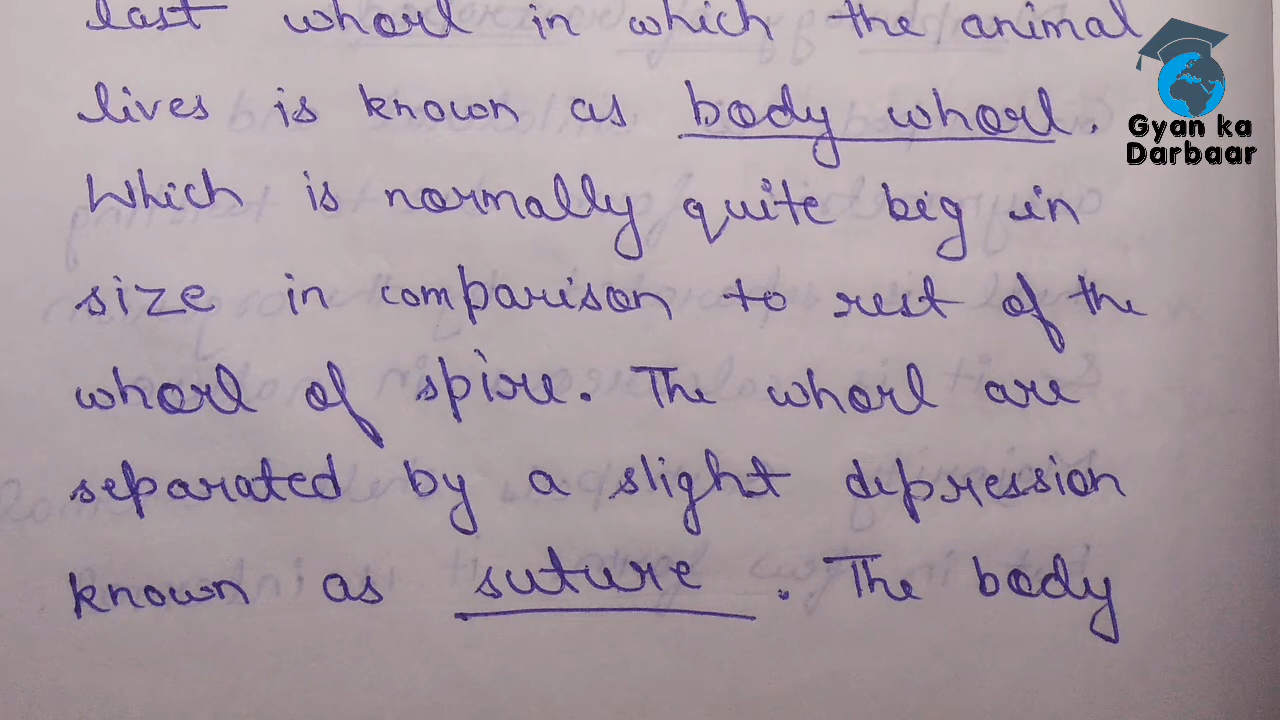 last whorl in which the animal
lives is known as body whorl.
Which is normally quite big in
size in comparison to rest of the
whorl of spire. The whorl are
separated by a slight depression
known as suture. The body
Gyan ka
Darbaar